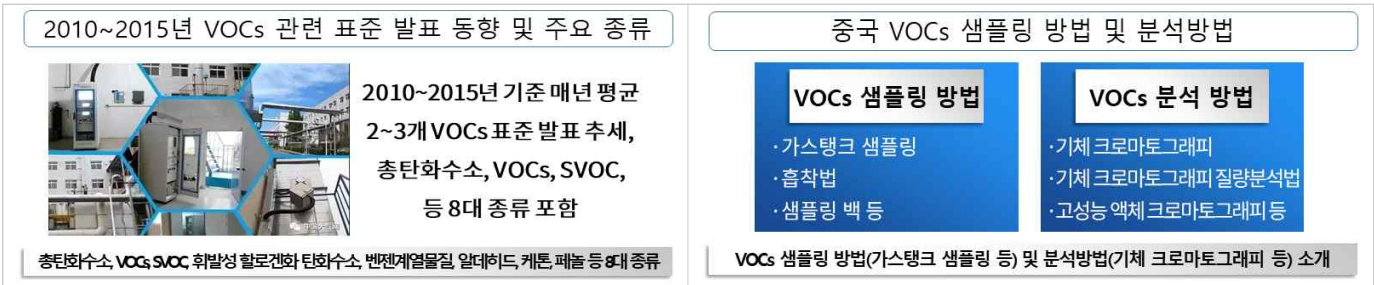 2010~2015년 VOCs 관련 표준 발표 동향 및 주요 종류
2010~2015년 기준 매년 평균
2~3개 VOCs 표준 발표 추세,
총탄화수소, VOCs, SVOC,
등 8대 종류 포함
총탄화수소, VOCs, SVOC, 휘발성 할로겐화 탄화수소, 벤젠계열물질, 알데히드, 케톤, 페놀 등 8대 종류
중국 VOCs 샘플링 방법 및 분석방법
VOCs 샘플링 방법
·가스탱크 샘플링
·흡착법
·샘플링 백 등
VOCs 분석 방법
·기체 크로마토그래피
·기체 크로마토그래피 질량분석법
·고성능 액체 크로마토그래피 등
VOCs 샘플링 방법(가스탱크 샘플링 등) 및 분석방법(기체 크로마토그래피 등) 소개